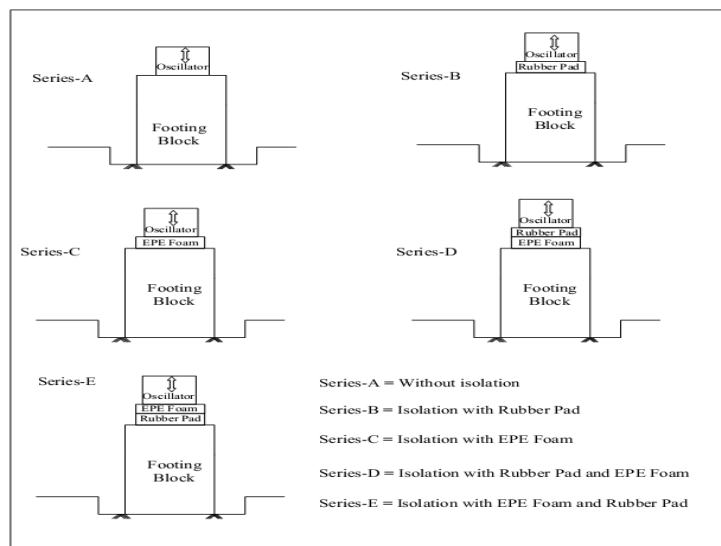 Series-A
Oscillator
Footing
Block
Series-B
Oscillator
Rubber Pad
Footing
Block
Series-C
Oscillator
EPE Foam
Footing
Block
Series-D
Oscillator
Rubber Pad
EPE Foam
Footing
Block
Series-E
Oscillator
EPE Foam
Rubber Pad
Footing
Block
Series-A = Without isolation
Series-B = Isolation with Rubber Pad
Series-C = Isolation with EPE Foam
Series-D = Isolation with Rubber Pad and EPE Foam
Series-E = Isolation with EPE Foam and Rubber Pad